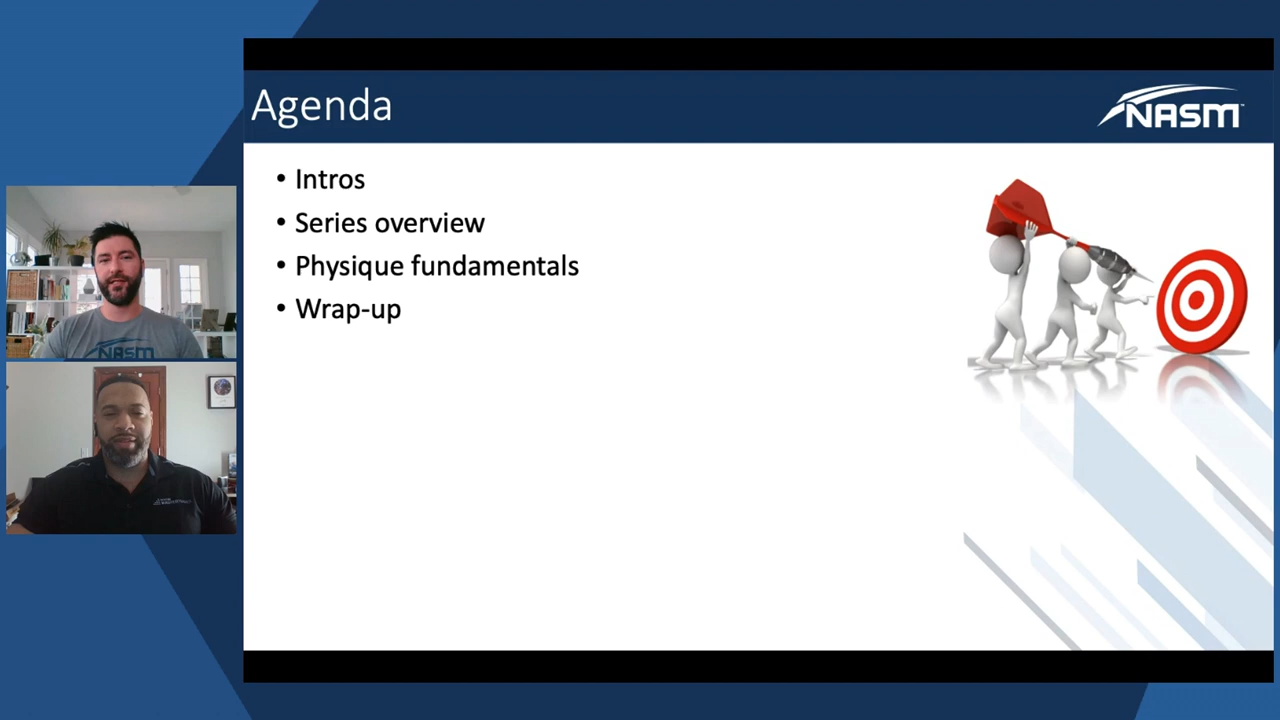 Agenda
NASM
• Intros
• Series overview
• Physique fundamentals
• Wrap-up
NASM